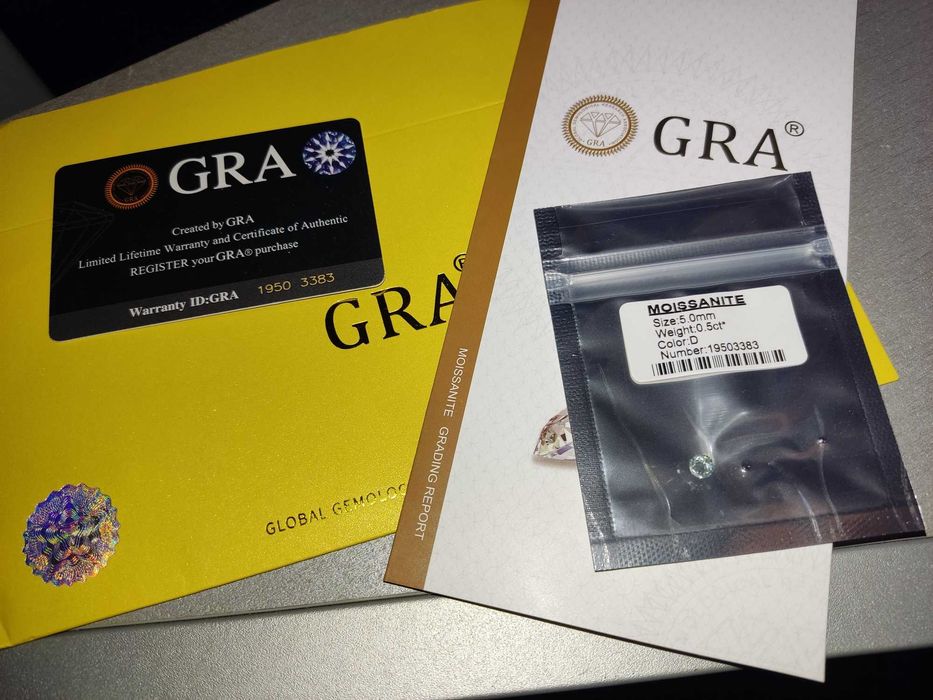 GRA
GRA
Created by GRA
Limited Lifetime Warranty and Certificate of Authentic
REGISTER your GRA® purchase
Warranty ID:GRA 1950 3383
GRA®
GLOBAL GEMOLOG
GRA
GRA®
MOISSANITE GRADING REPORT
MOISSANITE
Size:5.0mm
Weight:0.5ct*
Color:D
Number:19503383